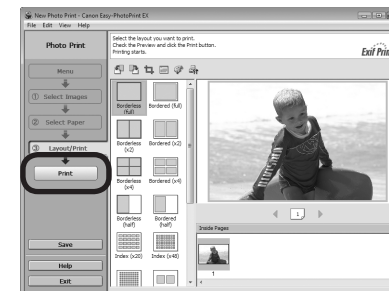 New Photo Print - Canon Easy-PhotoPrint EX
File Edit View Help
Photo Print
Menu
① Select Images
② Select Paper
③ Layout/Print
Print
Save
Help
Exit
Select the layout you want to print.
Check the Preview and click the Print button.
Printing starts.
Exif Prin
Borderless (full)
Bordered (full)
Borderless (x2)
Bordered (x2)
Borderless (x4)
Bordered (x4)
Borderless (half)
Bordered (half)
Index (x20)
Index (x48)
1
Inside Pages
1